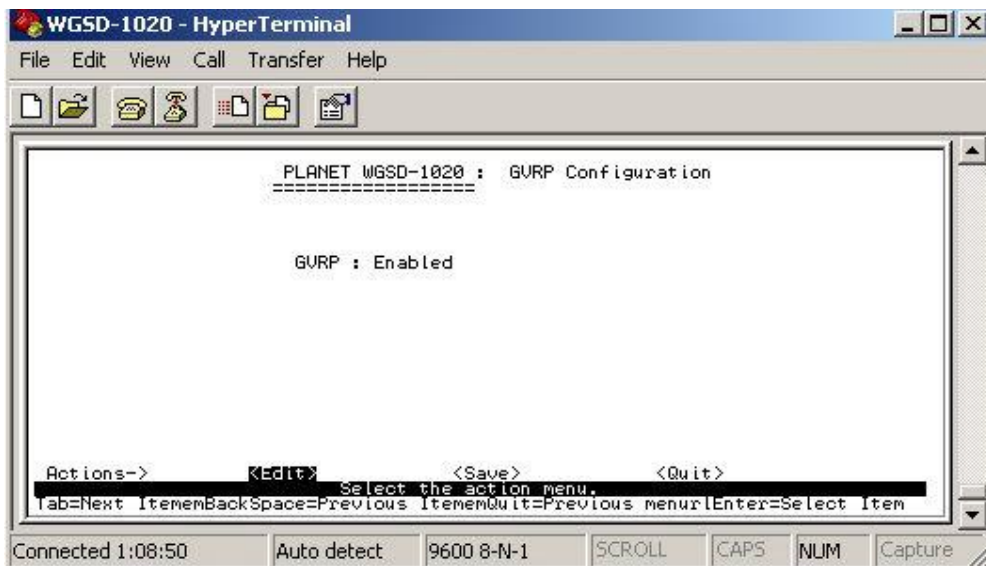 WGSD-1020 - HyperTerminal
File Edit View Call Transfer Help
PLANET WGSD-1020 : GVRP Configuration
==================
GVRP : Enabled
Actions-> <Edit> <Save> <Quit>
Select the action menu.
Tab=Next ItememBackSpace=Previous ItememQuit=Previous menurlEnter=Select Item
Connected 1:08:50 Auto detect 9600 8-N-1 SCROLL CAPS NUM Capture